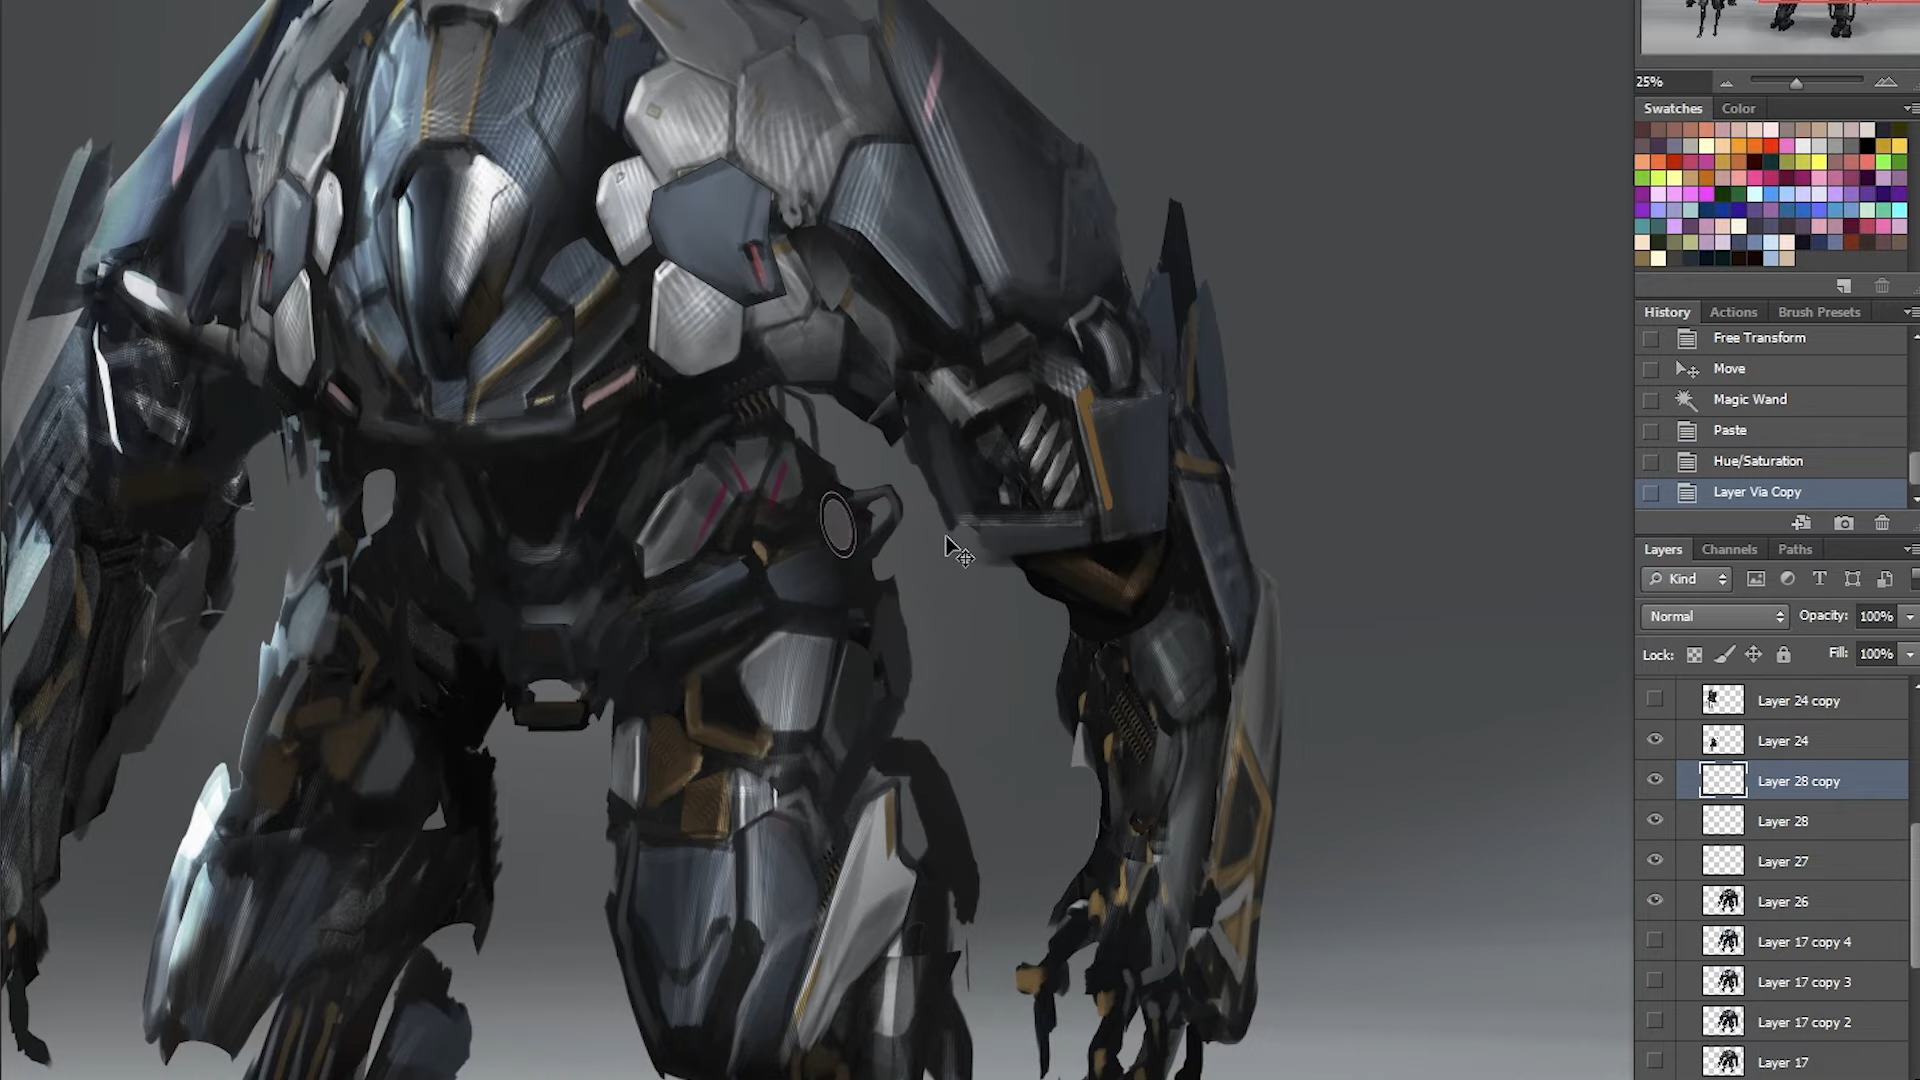 25%
Swatches Color
History Actions Brush Presets
Free Transform
Move
Magic Wand
Paste
Hue/Saturation
Layer Via Copy
Layers Channels Paths
Kind
Normal Opacity: 100%
Lock: Fill: 100%
Layer 24 copy
Layer 24
Layer 28 copy
Layer 28
Layer 27
Layer 26
Layer 17 copy 4
Layer 17 copy 3
Layer 17 copy 2
Layer 17